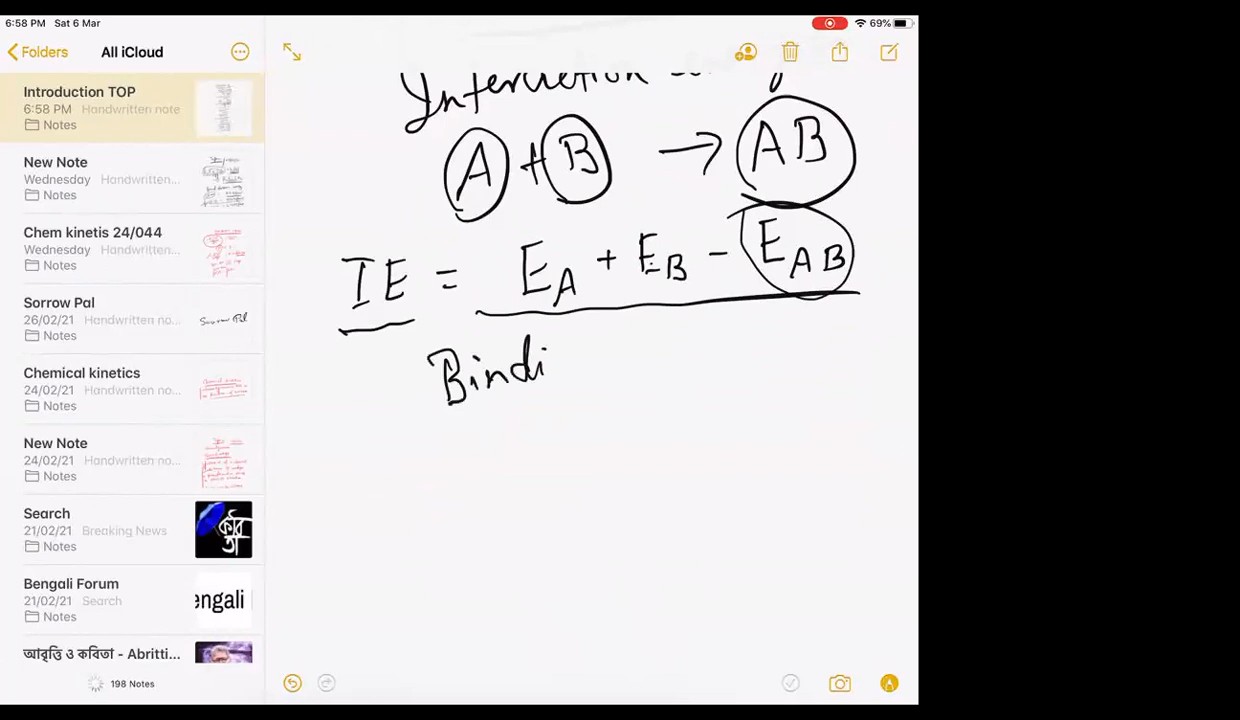 6:58 PM Sat 6 Mar
69%
Folders
All iCloud
Introduction TOP
6:58 PM Handwritten note
Notes
New Note
Wednesday Handwritten...
Notes
Chem kinetis 24/044
Wednesday Handwritten...
Notes
Sorrow Pal
26/02/21 Handwritten no...
Notes
Chemical kinetics
24/02/21 Handwritten no...
Notes
New Note
24/02/21 Handwritten no...
Notes
Search
21/02/21 Breaking News
Notes
Bengali Forum
21/02/21 Search
Notes
engali
আবৃত্তি ও কবিতা - Abritti...
198 Notes
Interaction
A + B → AB
IE = E_A + E_B - E_AB
Bindi